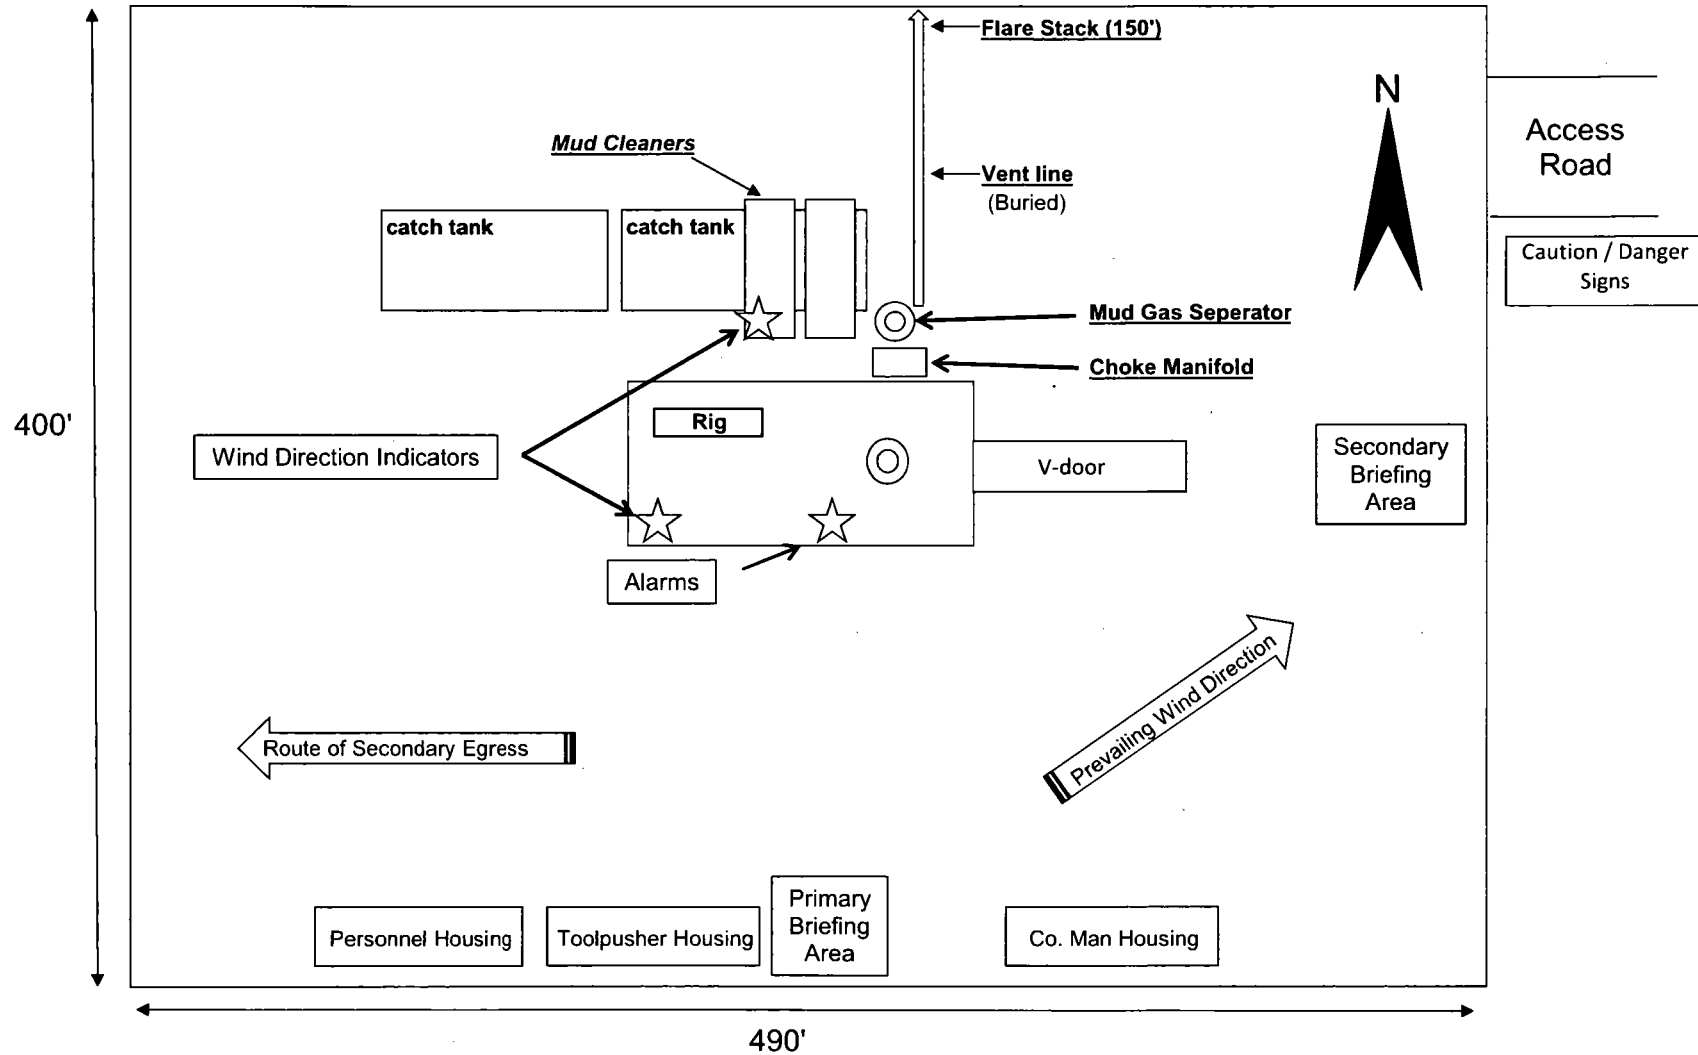 Flare Stack (150')
N
Access
Road
Mud Cleaners
Vent line
(Buried)
catch tank
catch tank
Caution / Danger
Signs
Mud Gas Seperator
Choke Manifold
400'
Rig
Wind Direction Indicators
V-door
Secondary
Briefing
Area
Alarms
Prevailing Wind Direction
Route of Secondary Egress
Personnel Housing
Toolpusher Housing
Primary
Briefing
Area
Co. Man Housing
490'